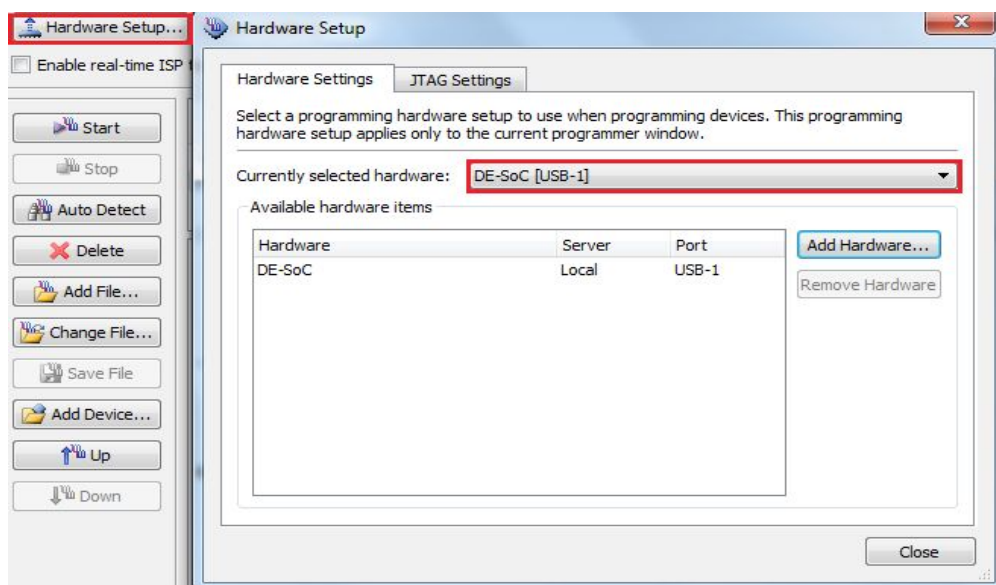 Hardware Setup...
Enable real-time ISP
Start
Stop
Auto Detect
Delete
Add File...
Change File...
Save File
Add Device...
Up
Down
Hardware Setup
Hardware Settings JTAG Settings
Select a programming hardware setup to use when programming devices. This programming
hardware setup applies only to the current programmer window.
Currently selected hardware: DE-SoC [USB-1]
Available hardware items
Hardware Server Port
DE-SoC Local USB-1
Add Hardware...
Remove Hardware
Close